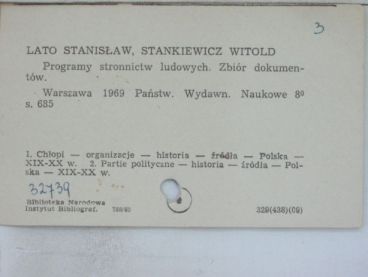 3
LATO STANISŁAW, STANKIEWICZ WITOLD
Programy stronnictw ludowych. Zbiór dokumen-
tów.
Warszawa 1969 Państw. Wydawn. Naukowe 8º
s. 685
1. Chłopi — organizacje — historia — źródła — Polska —
XIX-XX w. 2. Partie polityczne — historia — źródła — Pol-
ska — XIX-XX w.
32739
Biblioteka Narodowa
Instytut Bibliograf. 329(438)(09)